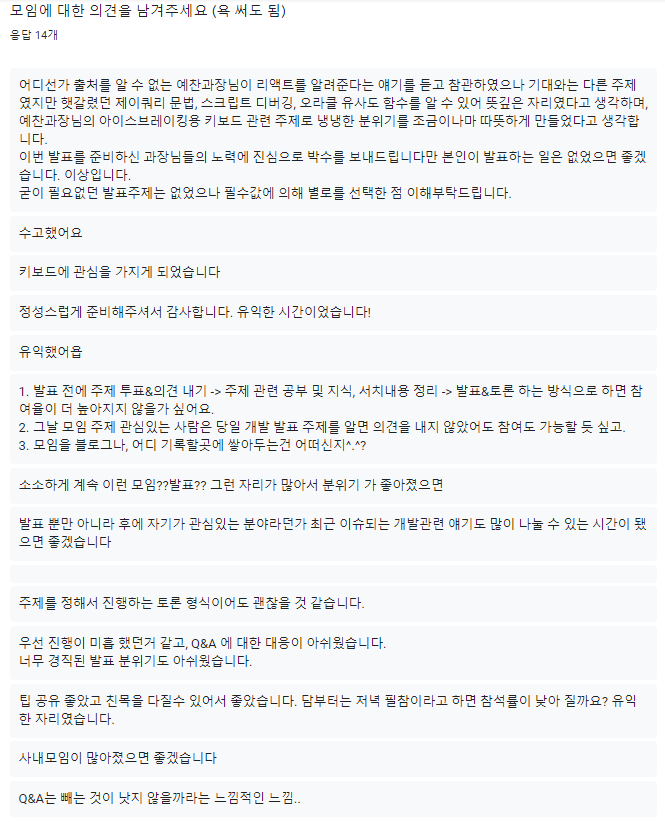 모임에 대한 의견을 남겨주세요 (욕 써도 됨)
응답 14개
어디선가 출처를 알 수 없는 예찬과장님이 리액트를 알려준다는 얘기를 듣고 참관하였으나 기대와는 다른 주제
였지만 헷갈렸던 제이쿼리 문법, 스크립트 디버깅, 오라클 유사도 함수를 알 수 있어 뜻깊은 자리였다고 생각하며,
예찬과장님의 아이스브레이킹용 키보드 관련 주제로 냉냉한 분위기를 조금이나마 따뜻하게 만들었다고 생각합
니다.
이번 발표를 준비하신 과장님들의 노력에 진심으로 박수를 보내드립니다만 본인이 발표하는 일은 없었으면 좋겠
습니다. 이상입니다.
굳이 필요없던 발표주제는 없었으나 필수값에 의해 별로를 선택한 점 이해부탁드립니다.
수고했어요
키보드에 관심을 가지게 되었습니다
정성스럽게 준비해주셔서 감사합니다. 유익한 시간이었습니다!
유익했어욥
1. 발표 전에 주제 투표&의견 내기 -> 주제 관련 공부 및 지식, 서치내용 정리 -> 발표&토론 하는 방식으로 하면 참
여율이 더 높아지지 않을가 싶어요.
2. 그날 모임 주제 관심있는 사람은 당일 개발 발표 주제를 알면 의견을 내지 않았어도 참여도 가능할 듯 싶고.
3. 모임을 블로그나, 어디 기록할곳에 쌓아두는건 어떠신지^.^?
소소하게 계속 이런 모임??발표?? 그런 자리가 많아서 분위기 가 좋아졌으면
발표 뿐만 아니라 후에 자기가 관심있는 분야라던가 최근 이슈되는 개발관련 얘기도 많이 나눌 수 있는 시간이 됐
으면 좋겠습니다
주제를 정해서 진행하는 토론 형식이어도 괜찮을 것 같습니다.
우선 진행이 미흡 했던거 같고, Q&A 에 대한 대응이 아쉬웠습니다.
너무 경직된 발표 분위기도 아쉬웠습니다.
팁 공유 좋았고 친목을 다질수 있어서 좋았습니다. 담부터는 저녁 필참이라고 하면 참석률이 낮아 질까요? 유익
한 자리였습니다.
사내모임이 많아졌으면 좋겠습니다
Q&A는 빼는 것이 낫지 않을까라는 느낌적인 느낌..